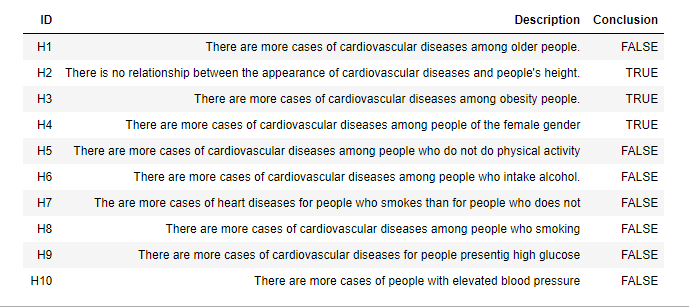 ID Description Conclusion
H1 There are more cases of cardiovascular diseases among older people. FALSE
H2 There is no relationship between the appearance of cardiovascular diseases and people's height. TRUE
H3 There are more cases of cardiovascular diseases among obesity people. TRUE
H4 There are more cases of cardiovascular diseases among people of the female gender TRUE
H5 There are more cases of cardiovascular diseases among people who do not do physical activity FALSE
H6 There are more cases of cardiovascular diseases among people who intake alcohol. FALSE
H7 The are more cases of heart diseases for people who smokes than for people who does not FALSE
H8 There are more cases of cardiovascular diseases among people who smoking FALSE
H9 There are more cases of cardiovascular diseases for people presentig high glucose FALSE
H10 There are more cases of people with elevated blood pressure FALSE